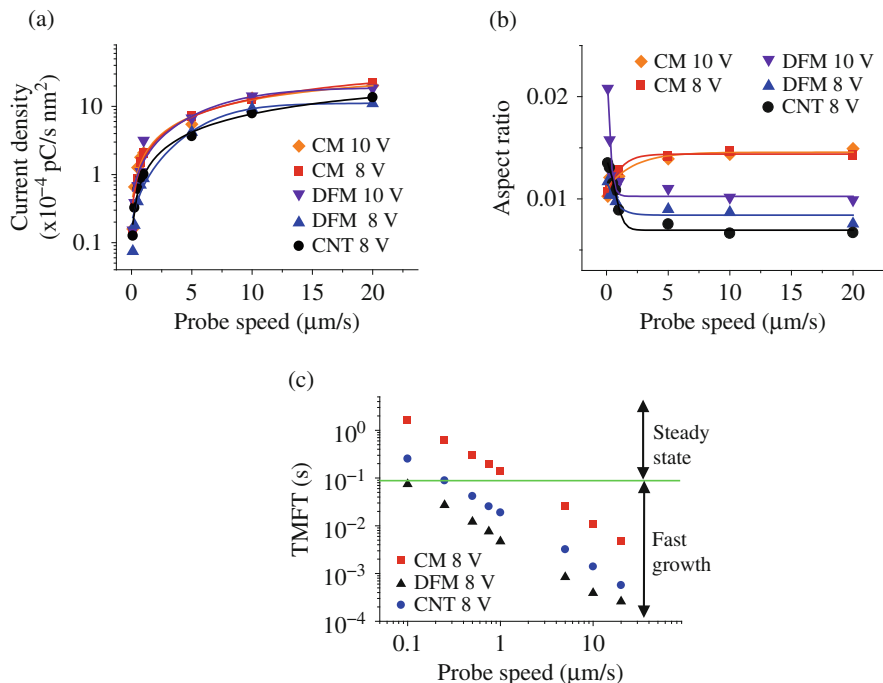 (a)
Current density
(x10⁻⁴ pC/s nm²)
10
1
0.1
CM 10 V
CM 8 V
DFM 10 V
DFM 8 V
CNT 8 V
0
5
10
15
20
Probe speed (μm/s)
(b)
Aspect ratio
0.02
0.01
CM 10 V
CM 8 V
DFM 10 V
DFM 8 V
CNT 8 V
0
5
10
15
20
Probe speed (μm/s)
(c)
TMFT (s)
10⁰
10⁻¹
10⁻²
10⁻³
10⁻⁴
Steady
state
Fast
growth
CM 8 V
DFM 8 V
CNT 8 V
0.1
1
10
Probe speed (μm/s)